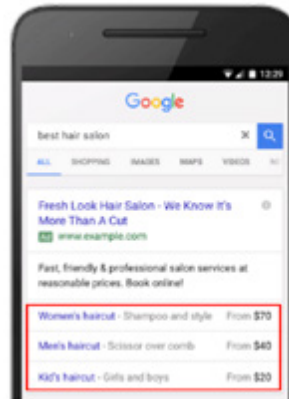 12:29
Google
best hair salon
ALL SHOPPING IMAGES MAPS VIDEOS
Fresh Look Hair Salon - We Know It's
More Than A Cut
Ad www.example.com
Fast, friendly & professional salon services at
reasonable prices. Book online!
Women's haircut - Shampoo and style From $70
Men's haircut - Scissor over comb From $40
Kid's haircut - Girls and boys From $20